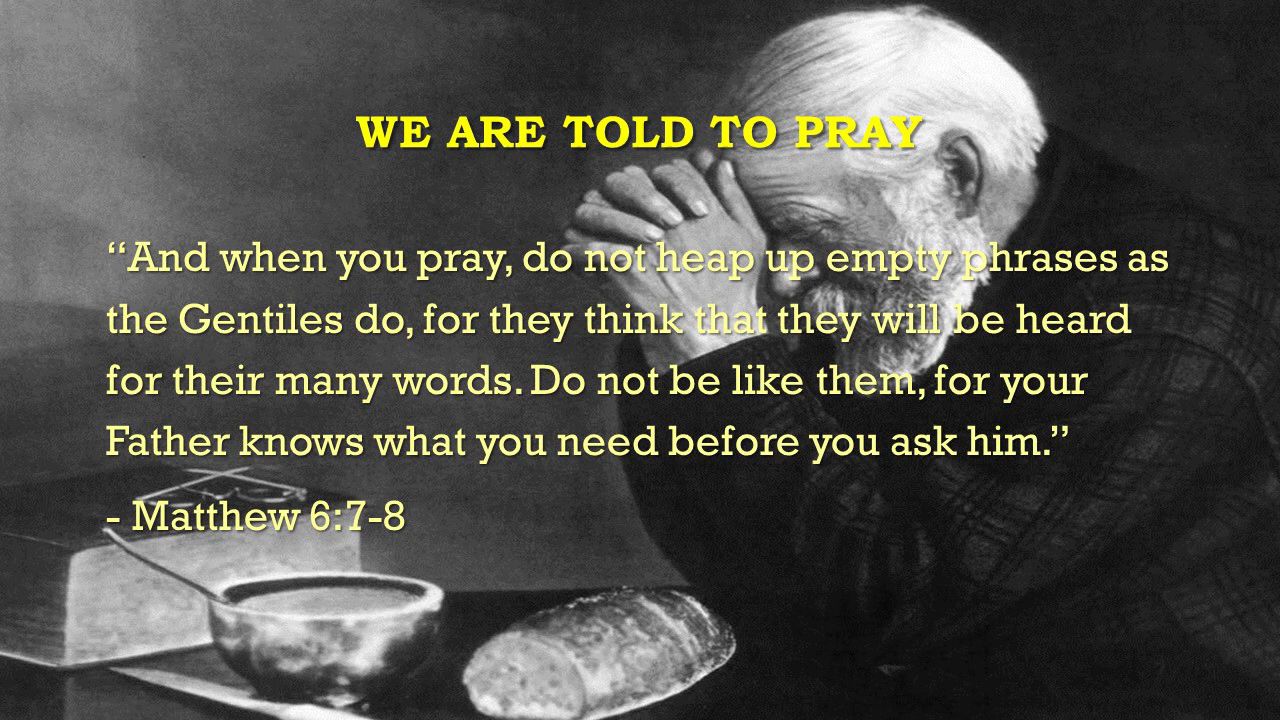 WE ARE TOLD TO PRAY
“And when you pray, do not heap up empty phrases as
the Gentiles do, for they think that they will be heard
for their many words. Do not be like them, for your
Father knows what you need before you ask him.”
- Matthew 6:7-8